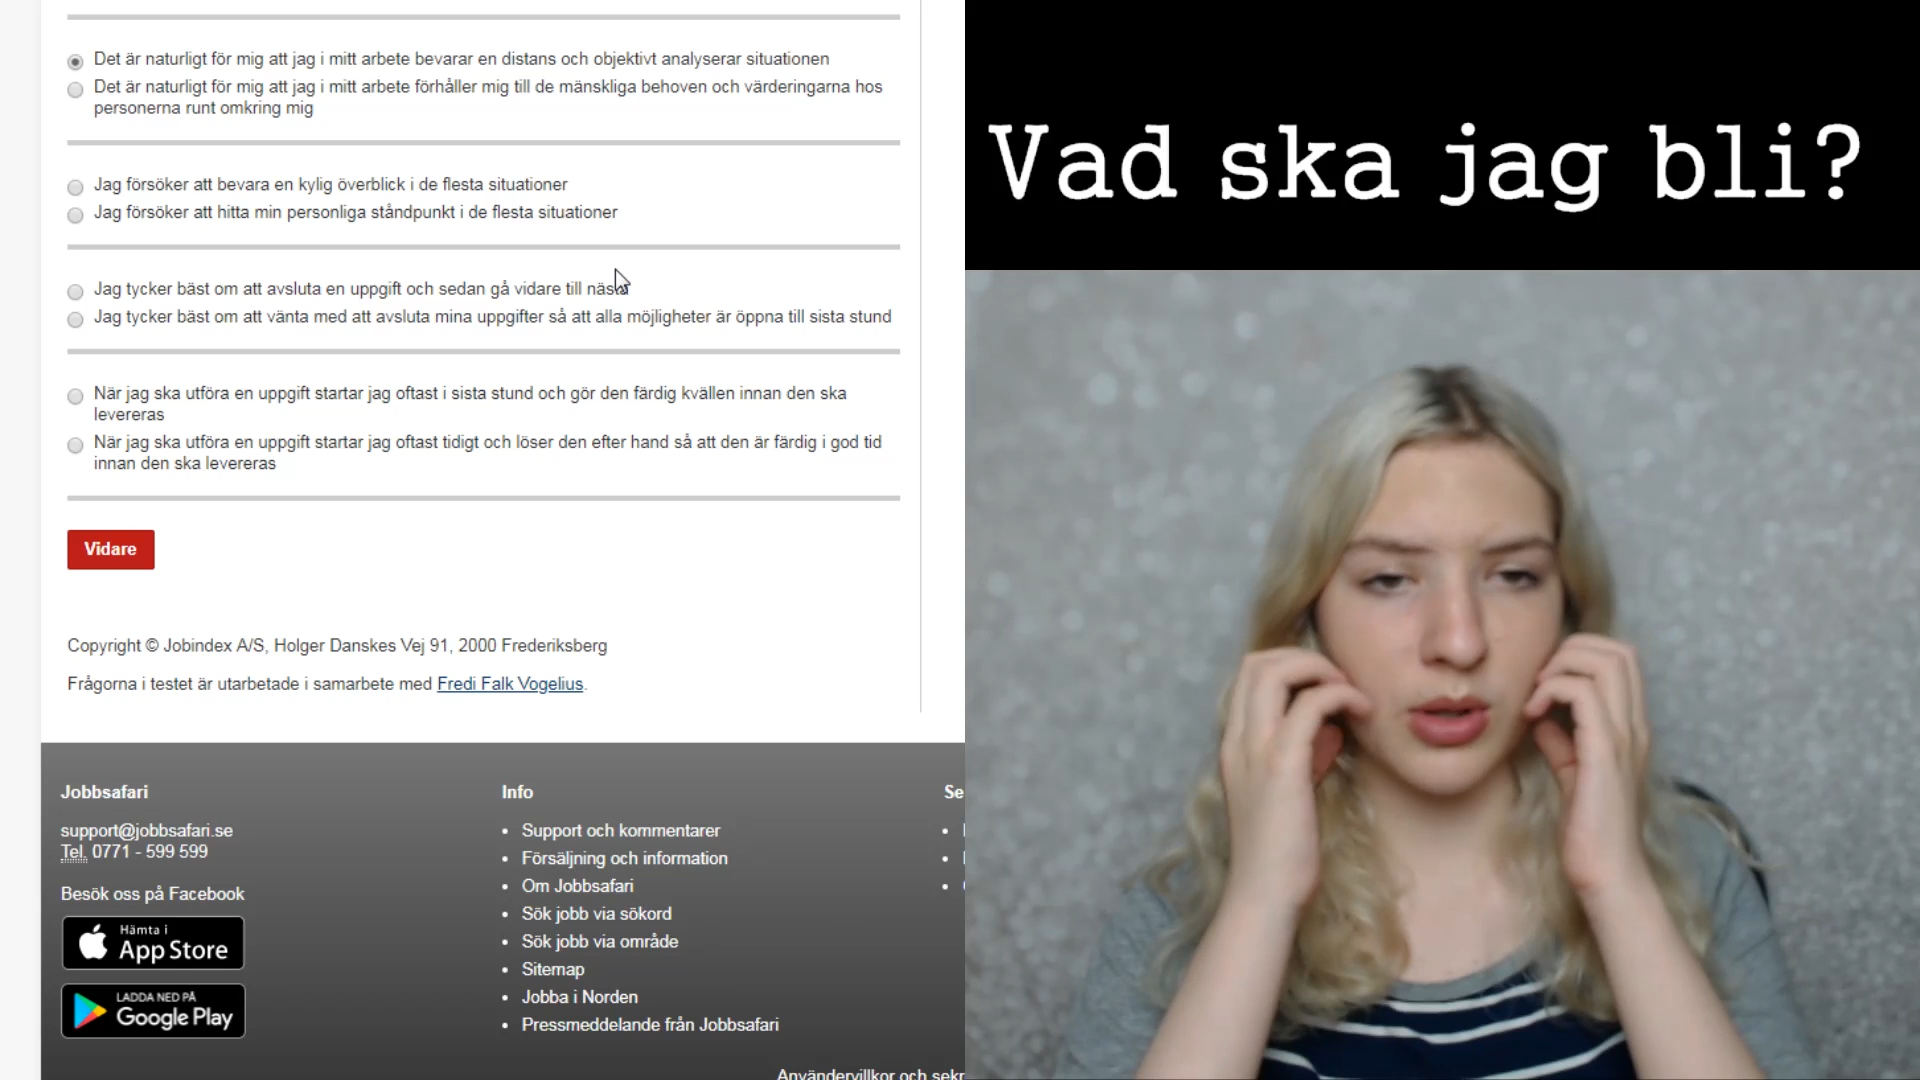 Det är naturligt för mig att jag i mitt arbete bevarar en distans och objektivt analyserar situationen
Det är naturligt för mig att jag i mitt arbete förhåller mig till de mänskliga behoven och värderingarna hos
personerna runt omkring mig
Jag försöker att bevara en kylig överblick i de flesta situationer
Jag försöker att hitta min personliga ståndpunkt i de flesta situationer
Jag tycker bäst om att avsluta en uppgift och sedan gå vidare till nästa
Jag tycker bäst om att vänta med att avsluta mina uppgifter så att alla möjligheter är öppna till sista stund
När jag ska utföra en uppgift startar jag oftast i sista stund och gör den färdig kvällen innan den ska
levereras
När jag ska utföra en uppgift startar jag oftast tidigt och löser den efter hand så att den är färdig i god tid
innan den ska levereras
Vidare
Copyright © Jobindex A/S, Holger Danskes Vej 91, 2000 Frederiksberg
Frågorna i testet är utarbetade i samarbete med Fredi Falk Vogelius.
Jobbsafari
support@jobbsafari.se
Tel. 0771 - 599 599
Besök oss på Facebook
Hämta i
App Store
LADDA NED PÅ
Google Play
Info
Support och kommentarer
Försäljning och information
Om Jobbsafari
Sök jobb via sökord
Sök jobb via område
Sitemap
Jobba i Norden
Pressmeddelande från Jobbsafari
Se
Användervillkor och sekr
Vad ska jag bli?